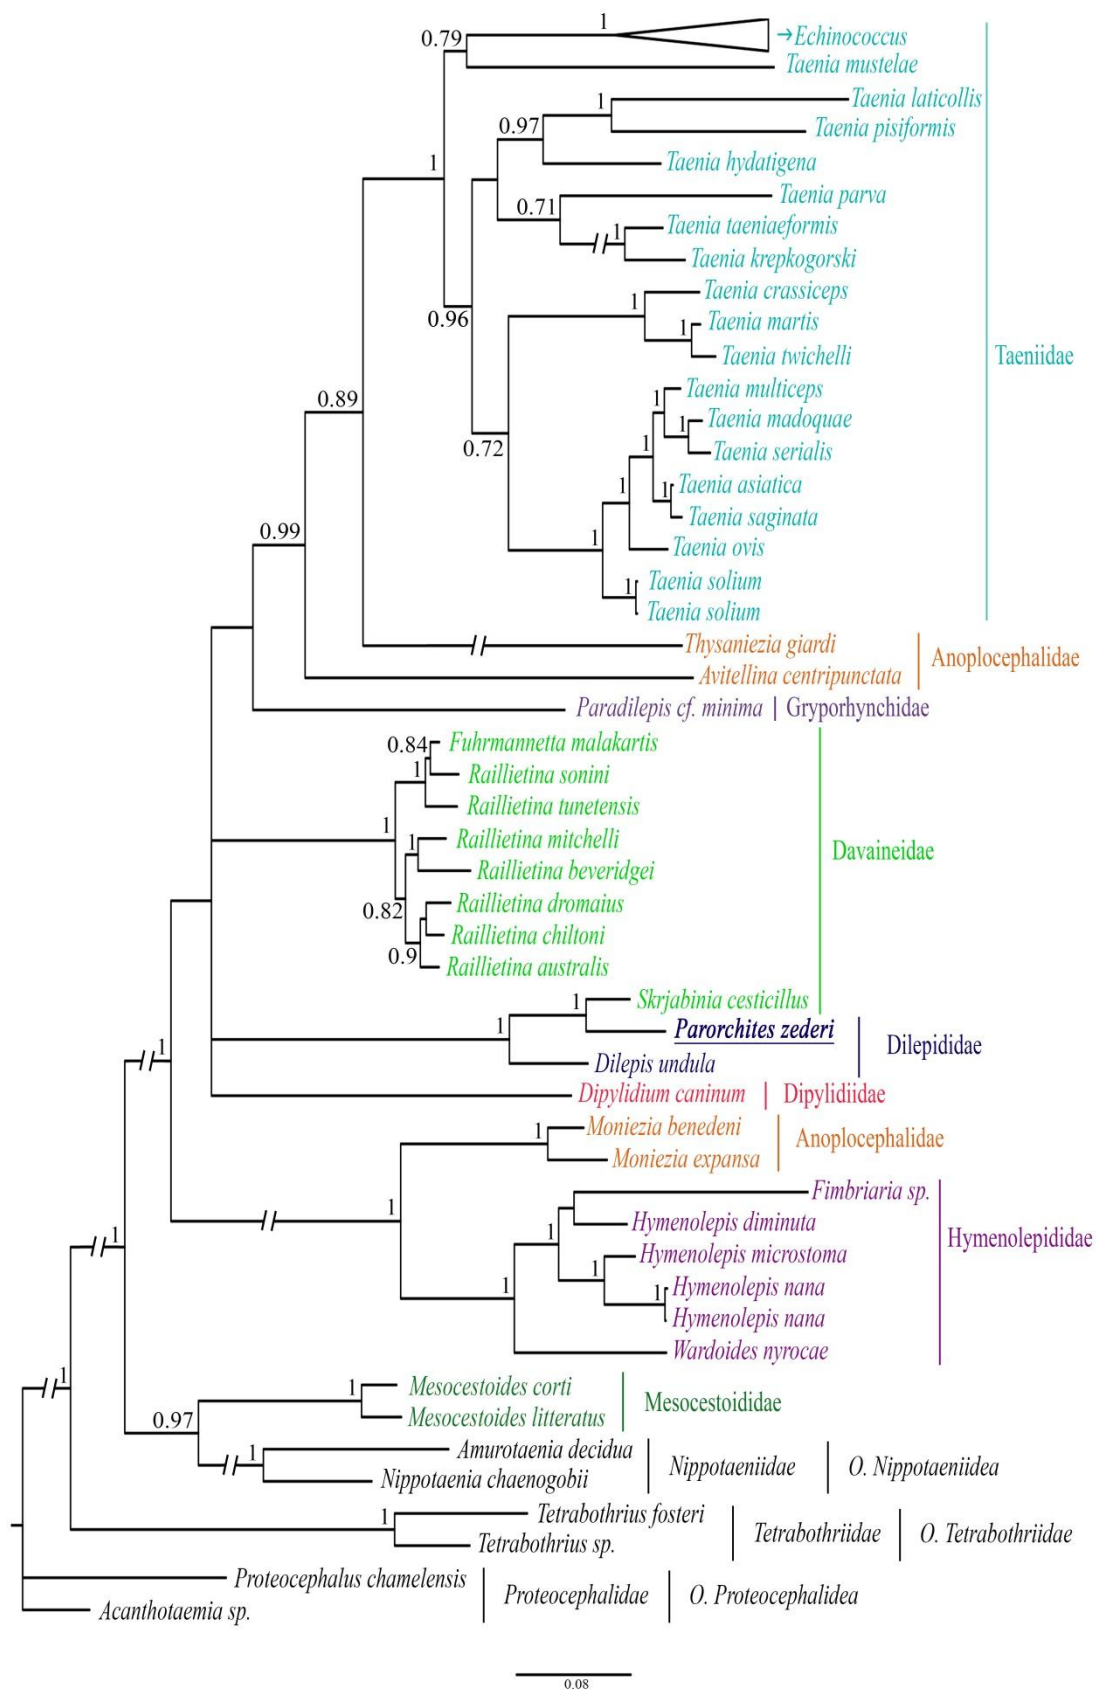 1
0.79
→Echinococcus
Taenia mustelae
1
Taenia laticollis
0.97
Taenia pisiformis
1
Taenia hydatigena
0.71
Taenia parva
1
Taenia taeniaeformis
Taenia krepkogorski
0.96
1
Taenia crassiceps
1
Taenia martis
Taenia twichelli
Taeniidae
1
Taenia multiceps
0.89
1
Taenia madoquae
0.72
1
Taenia serialis
1
1
Taenia asiatica
Taenia saginata
0.99
1
Taenia ovis
1
Taenia solium
Taenia solium
Thysaniezia giardi
Anoplocephalidae
Avitellina centripunctata
Paradilepis cf. minima
Gryporhynchidae
0.84
Fuhrmannetta malakartis
1
Raillietina sonini
Raillietina tunetensis
1
1
Raillietina mitchelli
Davaineidae
Raillietina beveridgei
0.82
Raillietina dromaius
Raillietina chiltoni
0.9
Raillietina australis
1
Skrjabinia cesticillus
1
Parorchites zederi
Dilepididae
1
Dilepis undula
Dipylidium caninum
Dipylidiidae
1
Moniezia benedeni
Anoplocephalidae
Moniezia expansa
1
Fimbriaria sp.
1
1
Hymenolepis diminuta
Hymenolepididae
1
Hymenolepis microstoma
1
1
Hymenolepis nana
Hymenolepis nana
Wardoides nyrocae
1
1
Mesocestoides corti
Mesocestoididae
0.97
Mesocestoides litteratus
1
Amurotaenia decidua
Nippotaeniidae
O. Nippotaeniidea
Nippotaenia chaenogobii
1
Tetrabothrius fosteri
Tetrabothriidae
O. Tetrabothriidae
Tetrabothrius sp.
Proteocephalus chamelensis
Proteocephalidae
O. Proteocephalidea
Acanthotaemia sp.
0.08